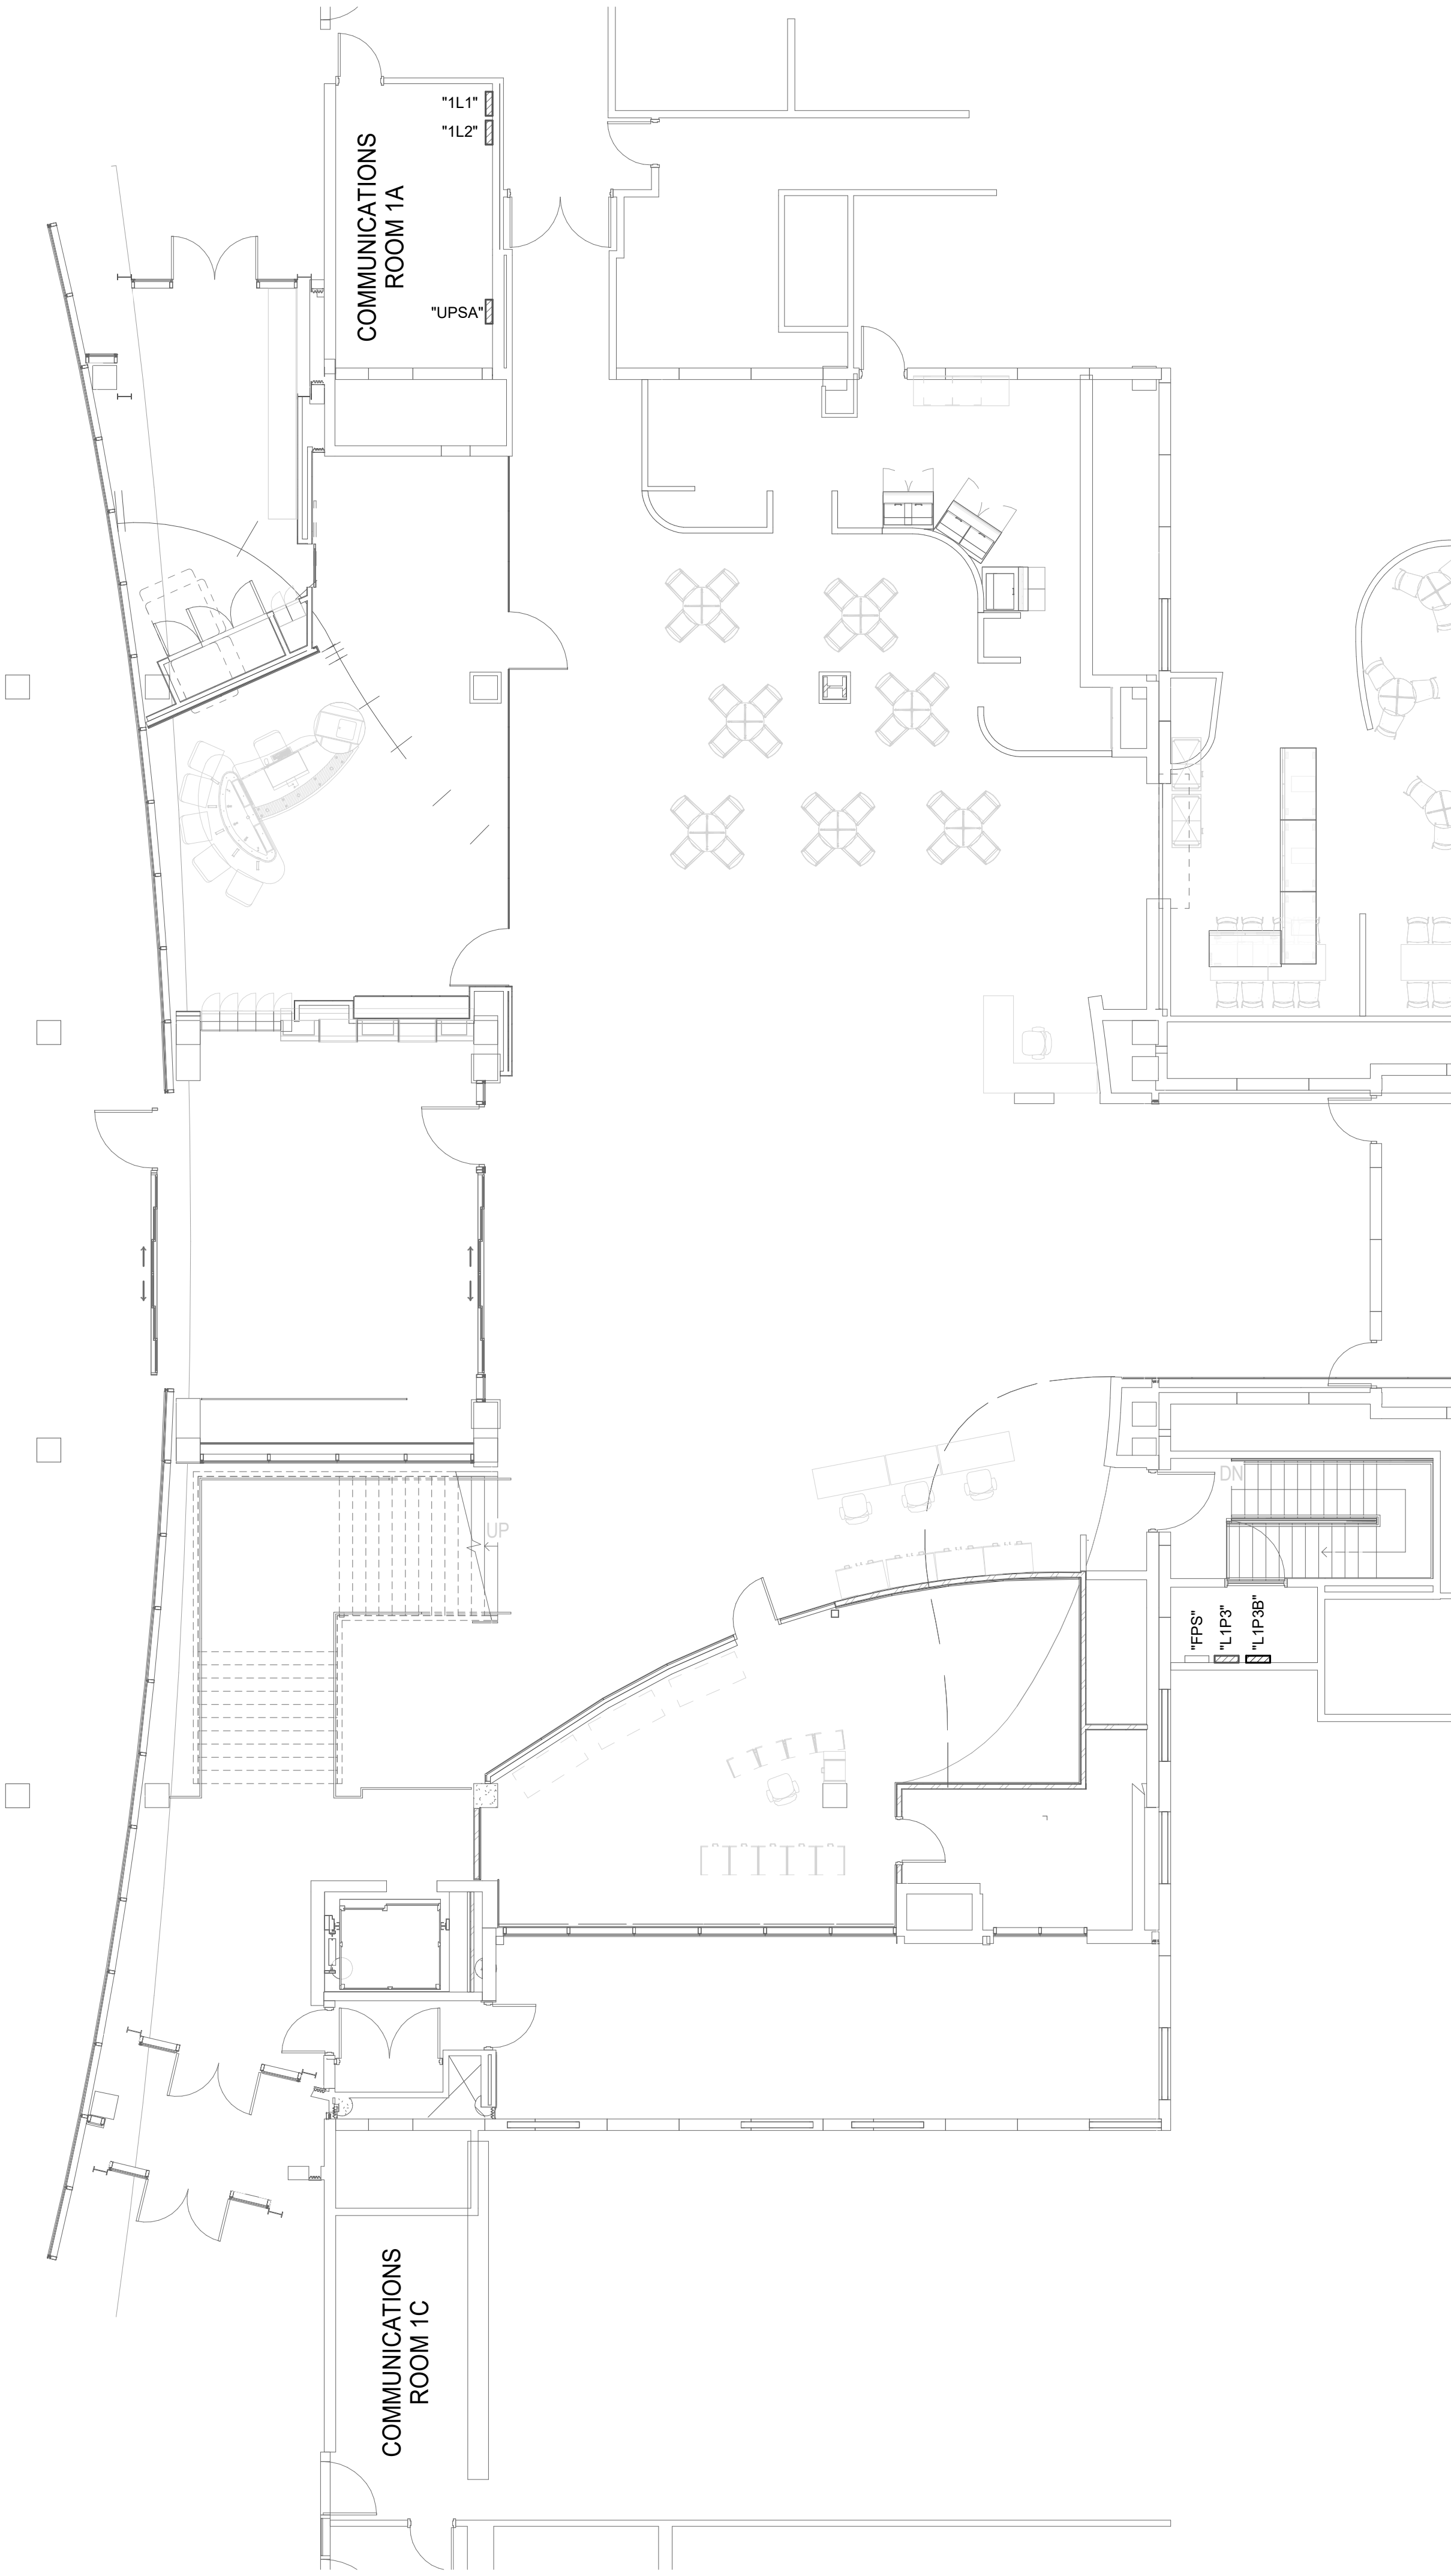 "1L1"
"1L2"
COMMUNICATIONS
ROOM 1A
"UPSA"
DN
UP
"FPS"
"L1P3"
"L1P3B"
COMMUNICATIONS
ROOM 1C